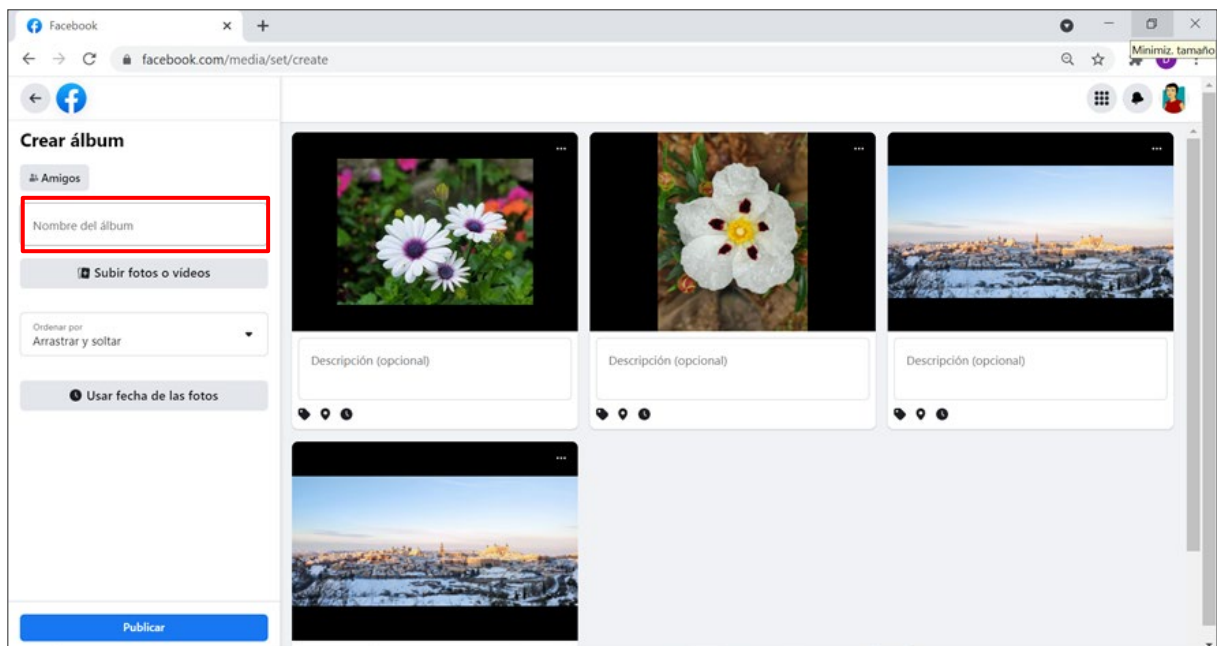 Facebook
Minimiz. tamaño
facebook.com/media/set/create
Crear álbum
Amigos
Nombre del álbum
Subir fotos o vídeos
Ordenar por
Arrastrar y soltar
Usar fecha de las fotos
Publicar
Descripción (opcional)
Descripción (opcional)
Descripción (opcional)